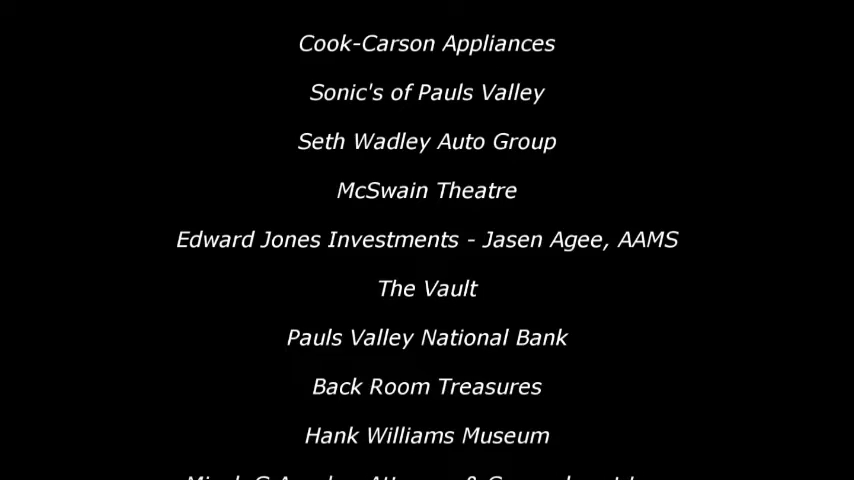 Cook-Carson Appliances
Sonic's of Pauls Valley
Seth Wadley Auto Group
McSwain Theatre
Edward Jones Investments - Jasen Agee, AAMS
The Vault
Pauls Valley National Bank
Back Room Treasures
Hank Williams Museum